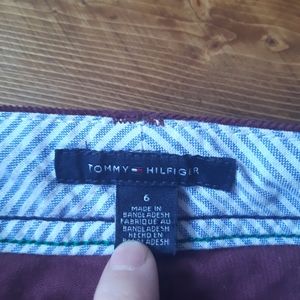 TOMMY HILFIGER
6
MADE IN
BANGLADESH
FABRIQUÉ AU
BANGLADESH
HECHO EN
BANGLADESH